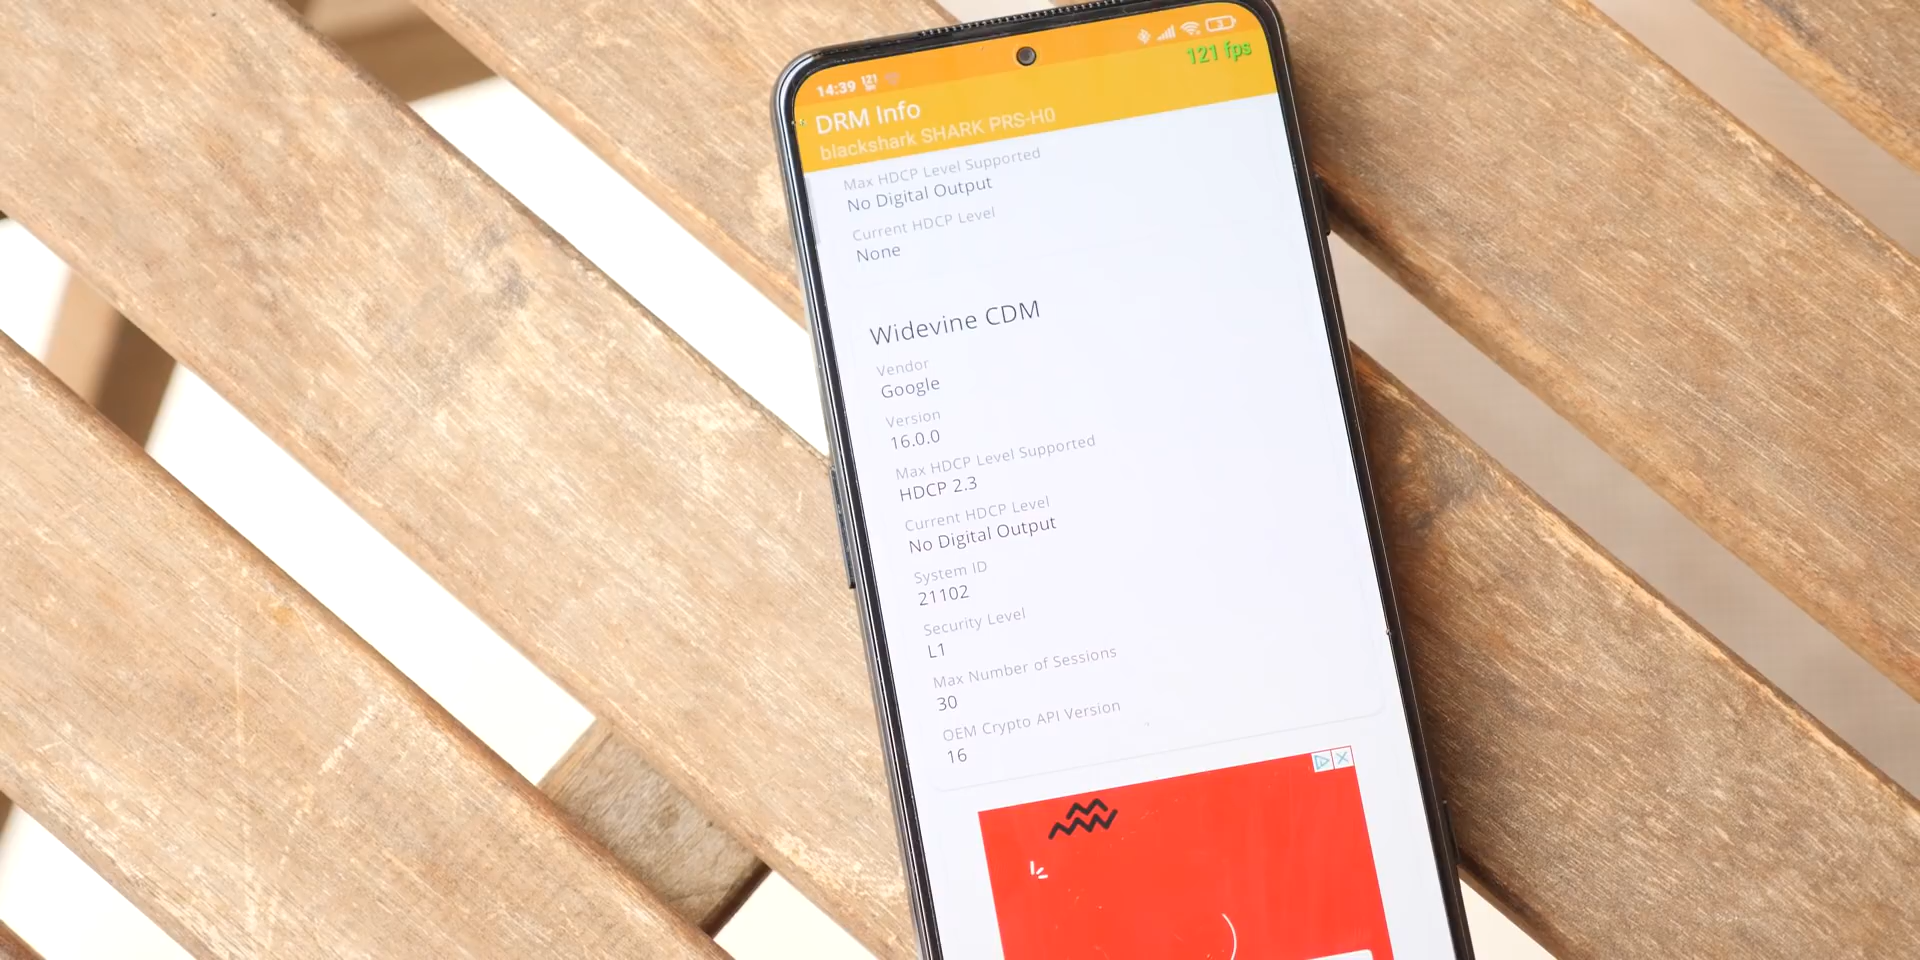 14:39 121
121 fps
DRM Info
blackshark SHARK PRS-H0
Max HDCP Level Supported
No Digital Output
Current HDCP Level
None
Widevine CDM
Vendor
Google
Version
16.0.0
Max HDCP Level Supported
HDCP 2.3
Current HDCP Level
No Digital Output
System ID
21102
Security Level
L1
Max Number of Sessions
30
OEM Crypto API Version
16